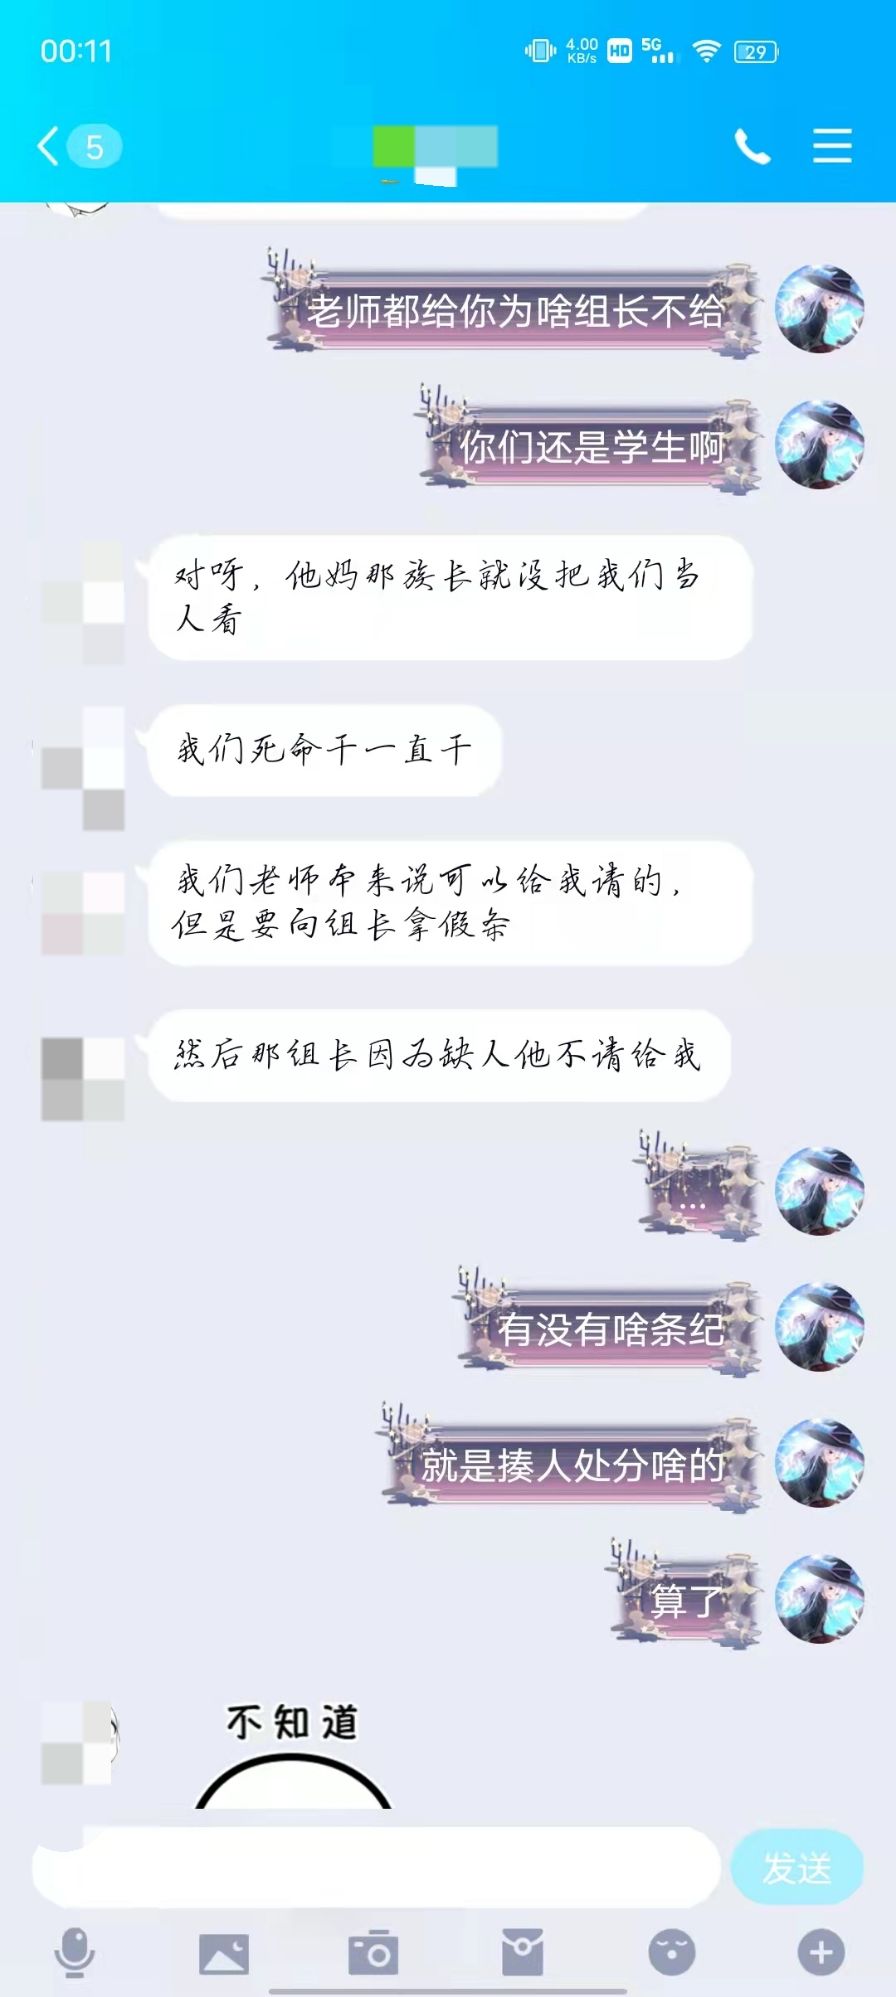 00:11
4.00
KB/s
HD
5G
29
5
老师都给你为啥组长不给
你们还是学生啊
对呀，他妈那族长就没把我们当
人看
我们死命干一直干
我们老师本来说可以给我请的，
但是要向组长拿假条
然后那组长因为缺人他不请给我
...
有没有啥条纪
就是揍人处分啥的
算了
不知道
发送